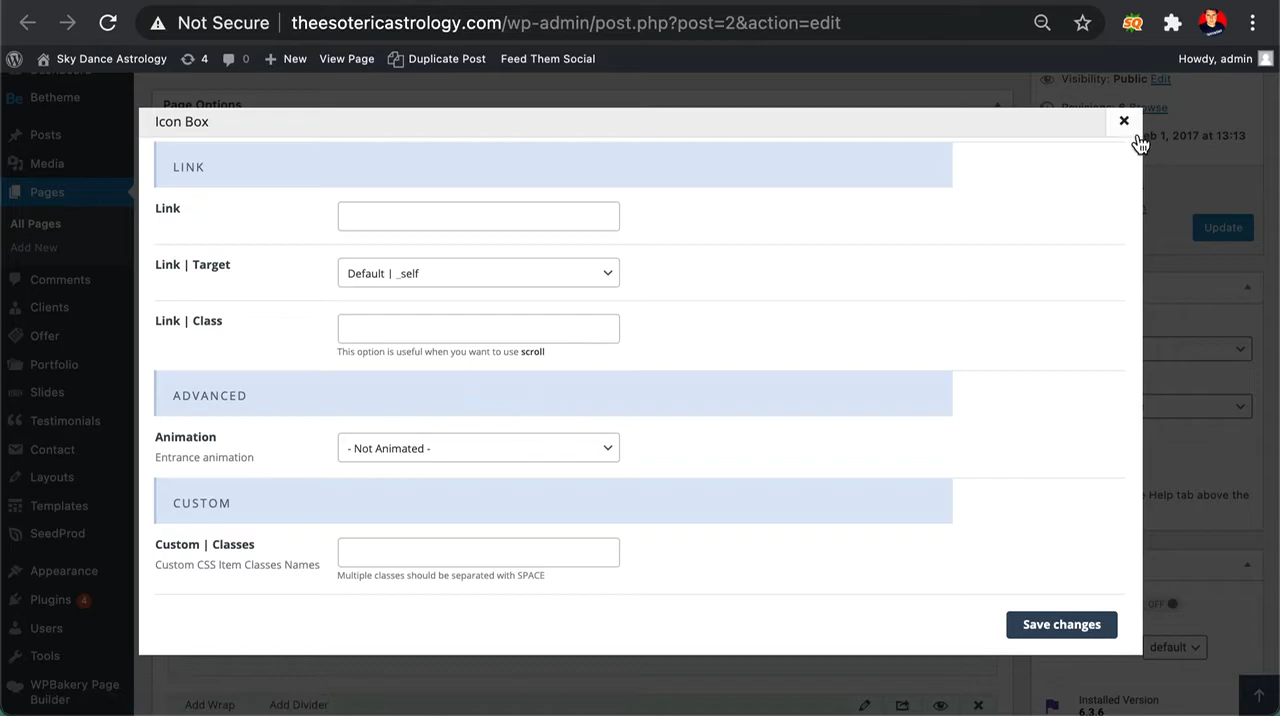 Not Secure theesotericastrology.com/wp-admin/post.php?post=2&action=edit SQ
Sky Dance Astrology 4 0 New View Page Duplicate Post Feed Them Social Howdy, admin
Be Betheme
Posts
Media
Pages
All Pages
Add New
Comments
Clients
Offer
Portfolio
Slides
Testimonials
Contact
Layouts
Templates
SeedProd
Appearance
Plugins 4
Users
Tools
WPBakery Page
Builder
Page Options
Icon Box
LINK
Link
Link | Target Default | _self
Link | Class
This option is useful when you want to use scroll
ADVANCED
Animation - Not Animated -
Entrance animation
CUSTOM
Custom | Classes
Custom CSS Item Classes Names
Multiple classes should be separated with SPACE
Save changes
Add Wrap Add Divider
Visibility: Public Edit
Browse
1, 2017 at 13:13
Update
Help tab above the
OFF
default
Installed Version
6.3.6